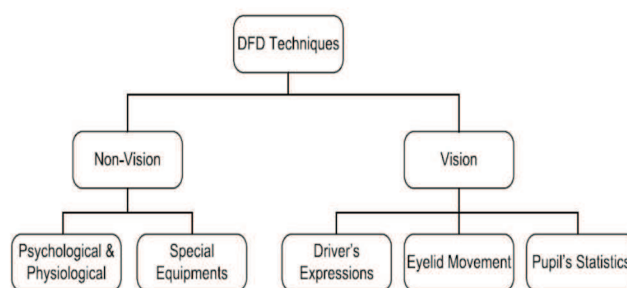 DFD Techniques
Non-Vision
Vision
Psychological &
Physiological
Special
Equipments
Driver's
Expressions
Eyelid Movement
Pupil's Statistics